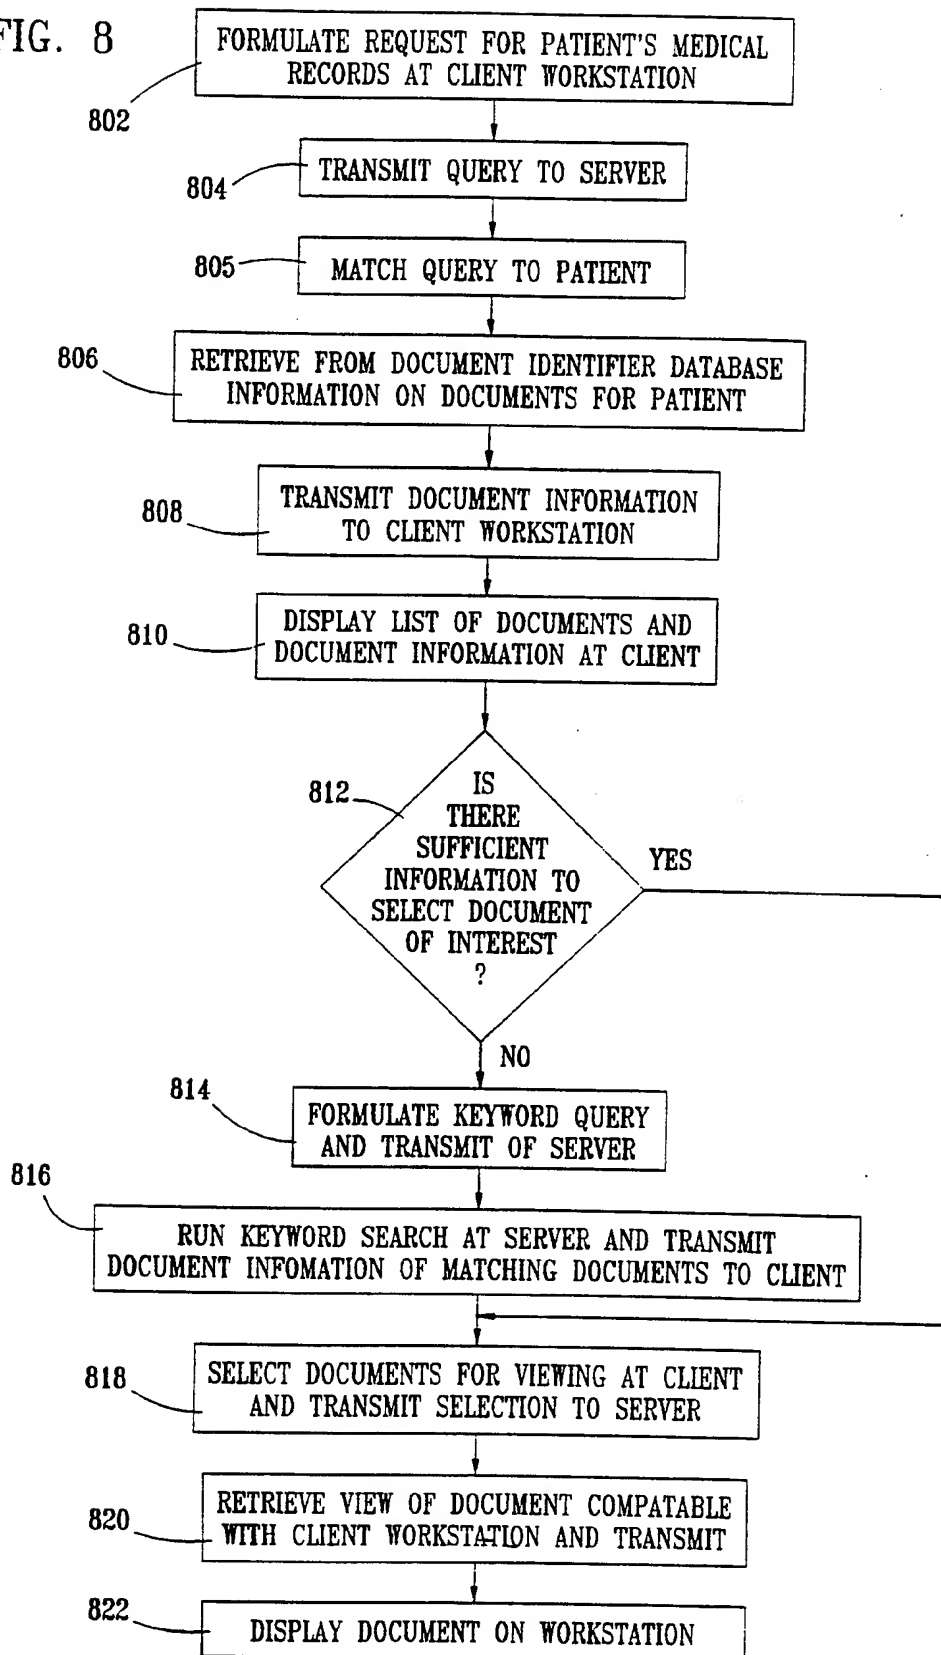 FIG. 8
FORMULATE REQUEST FOR PATIENT'S MEDICAL
RECORDS AT CLIENT WORKSTATION
802
TRANSMIT QUERY TO SERVER
804
MATCH QUERY TO PATIENT
805
RETRIEVE FROM DOCUMENT IDENTIFIER DATABASE
INFORMATION ON DOCUMENTS FOR PATIENT
806
TRANSMIT DOCUMENT INFORMATION
TO CLIENT WORKSTATION
808
DISPLAY LIST OF DOCUMENTS AND
DOCUMENT INFORMATION AT CLIENT
810
IS
THERE
SUFFICIENT
INFORMATION TO
SELECT DOCUMENT
OF INTEREST
?
812
YES
NO
814
FORMULATE KEYWORD QUERY
AND TRANSMIT OF SERVER
816
RUN KEYWORD SEARCH AT SERVER AND TRANSMIT
DOCUMENT INFOMATION OF MATCHING DOCUMENTS TO CLIENT
818
SELECT DOCUMENTS FOR VIEWING AT CLIENT
AND TRANSMIT SELECTION TO SERVER
820
RETRIEVE VIEW OF DOCUMENT COMPATABLE
WITH CLIENT WORKSTATION AND TRANSMIT
822
DISPLAY DOCUMENT ON WORKSTATION